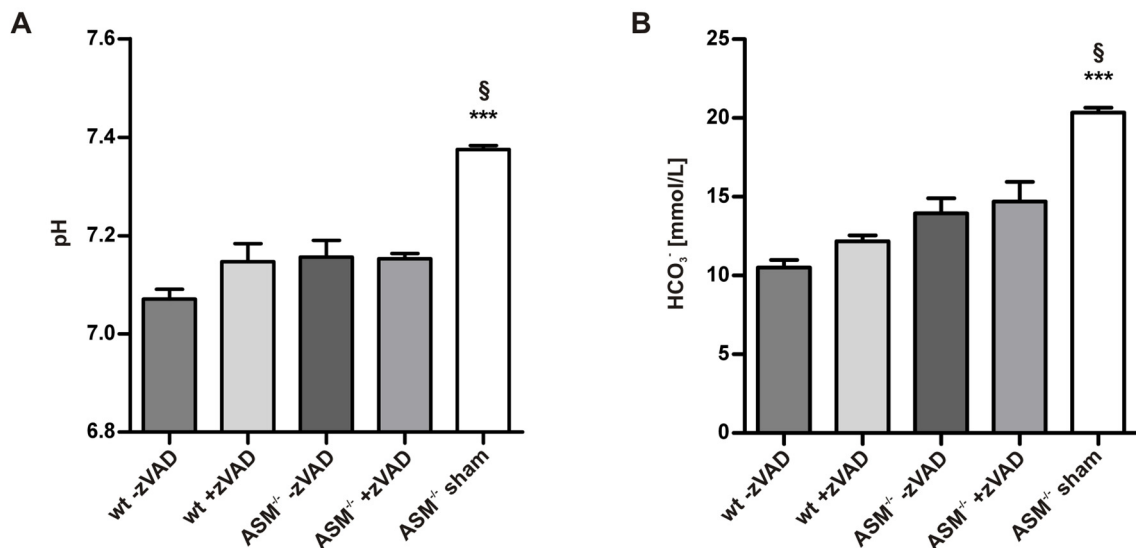 A
pH
7.6
7.4
7.2
7.0
6.8
§
***
wt -zVAD
wt +zVAD
ASM⁻/⁻ -zVAD
ASM⁻/⁻ +zVAD
ASM⁻/⁻ sham
B
HCO₃⁻ [mmol/L]
25
20
15
10
5
0
§
***
wt -zVAD
wt +zVAD
ASM⁻/⁻ -zVAD
ASM⁻/⁻ +zVAD
ASM⁻/⁻ sham